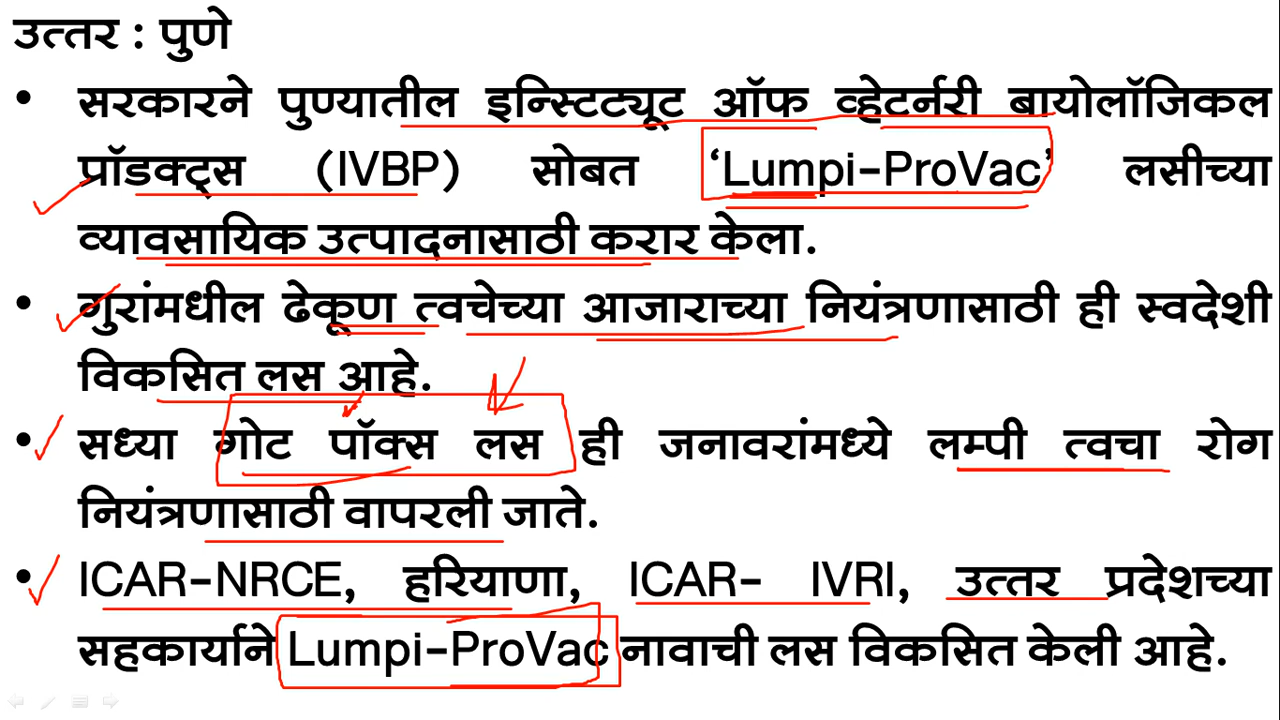 उत्तर : पुणे
• सरकारने पुण्यातील इन्स्टिट्यूट ऑफ व्हेटर्नरी बायोलॉजिकल
प्रॉडक्ट्स (IVBP) सोबत ‘Lumpi-ProVac’ लसीच्या
व्यावसायिक उत्पादनासाठी करार केला.
• गुरांमधील ढेकूण त्वचेच्या आजाराच्या नियंत्रणासाठी ही स्वदेशी
विकसित लस आहे.
• सध्या गोट पॉक्स लस ही जनावरांमध्ये लम्पी त्वचा रोग
नियंत्रणासाठी वापरली जाते.
• ICAR-NRCE, हरियाणा, ICAR- IVRI, उत्तर प्रदेशच्या
सहकार्याने Lumpi-ProVac नावाची लस विकसित केली आहे.